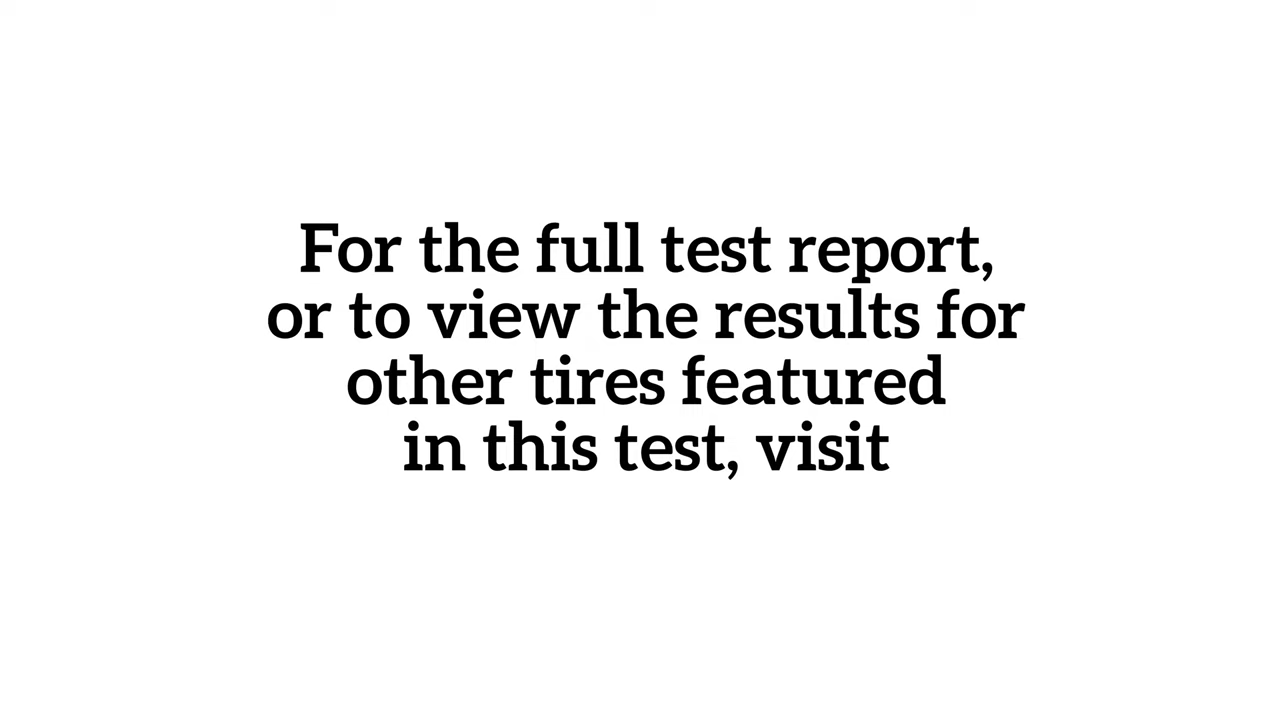 For the full test report,
or to view the results for
other tires featured
in this test, visit